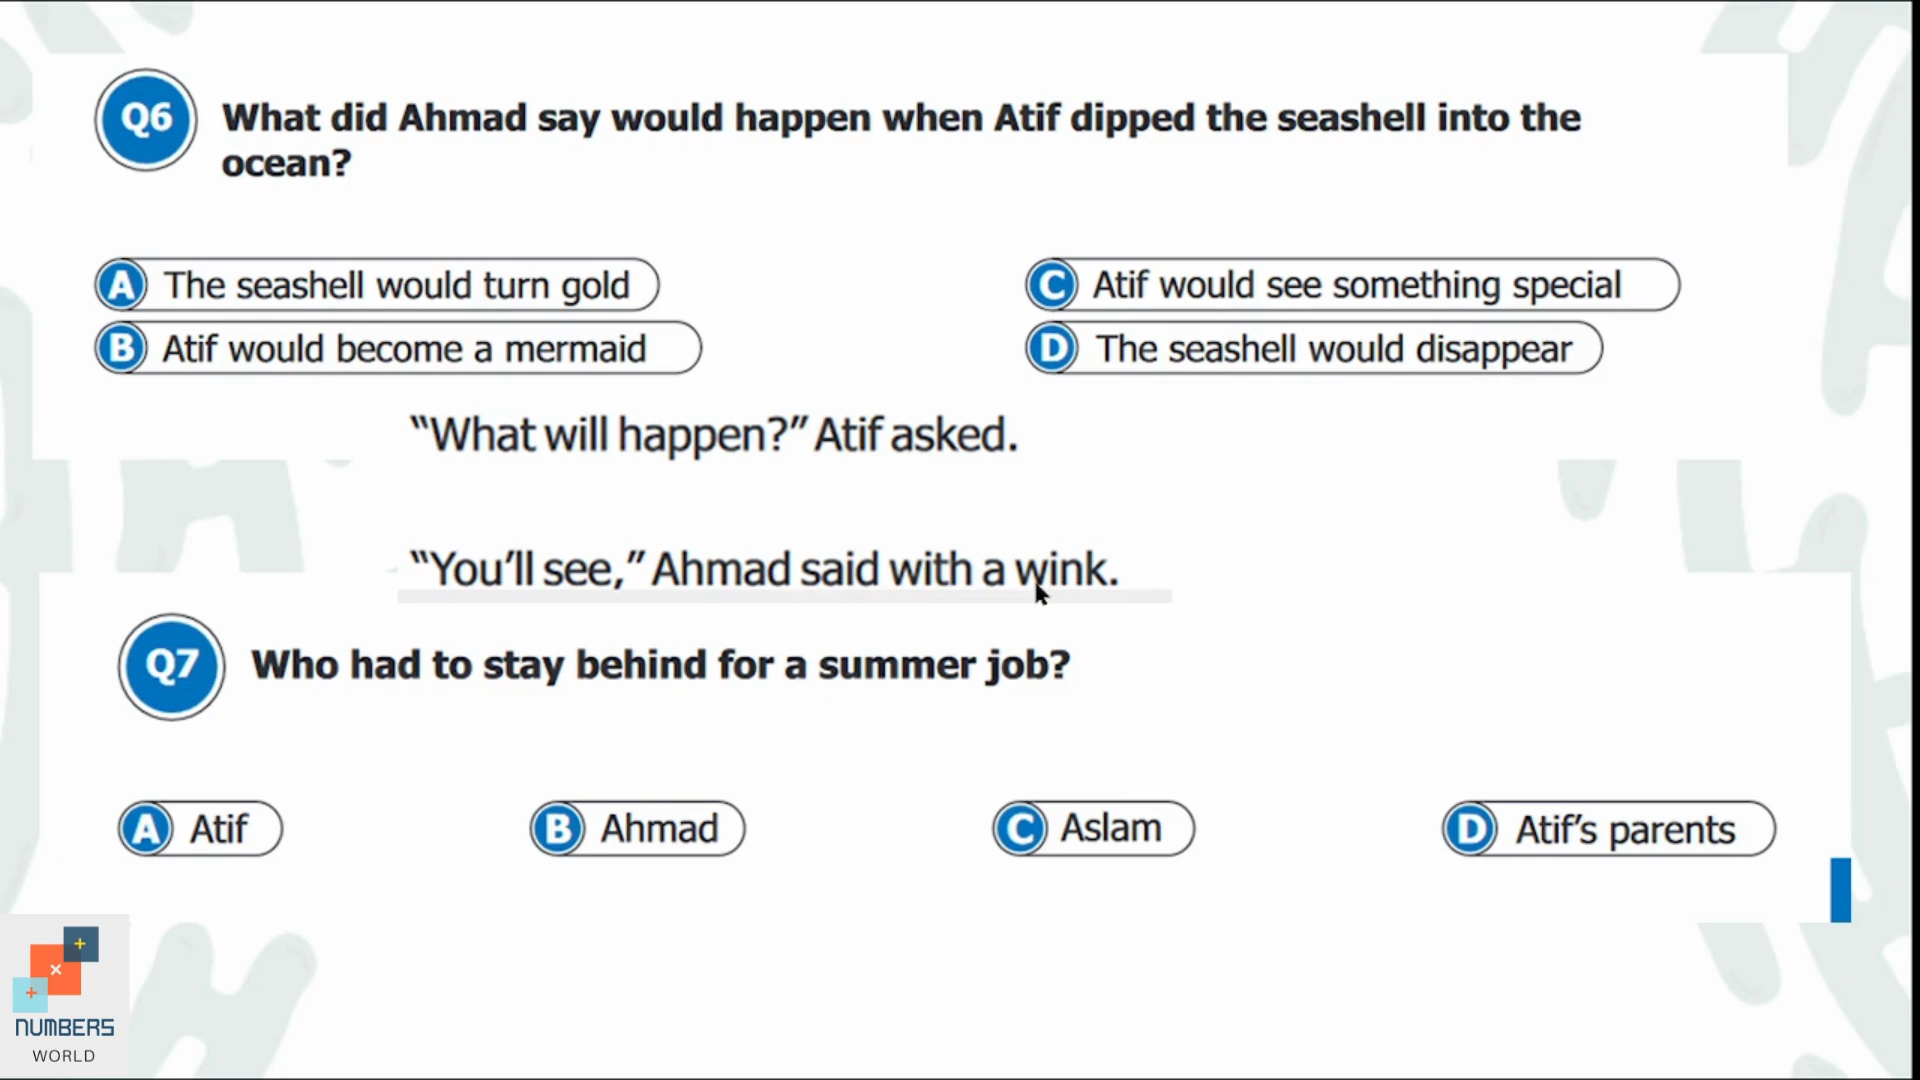 Q6 What did Ahmad say would happen when Atif dipped the seashell into the
ocean?
A The seashell would turn gold
C Atif would see something special
B Atif would become a mermaid
D The seashell would disappear
“What will happen?” Atif asked.
“You’ll see,” Ahmad said with a wink.
Q7 Who had to stay behind for a summer job?
A Atif
B Ahmad
C Aslam
D Atif’s parents
+
×
+
NUMBERS
WORLD